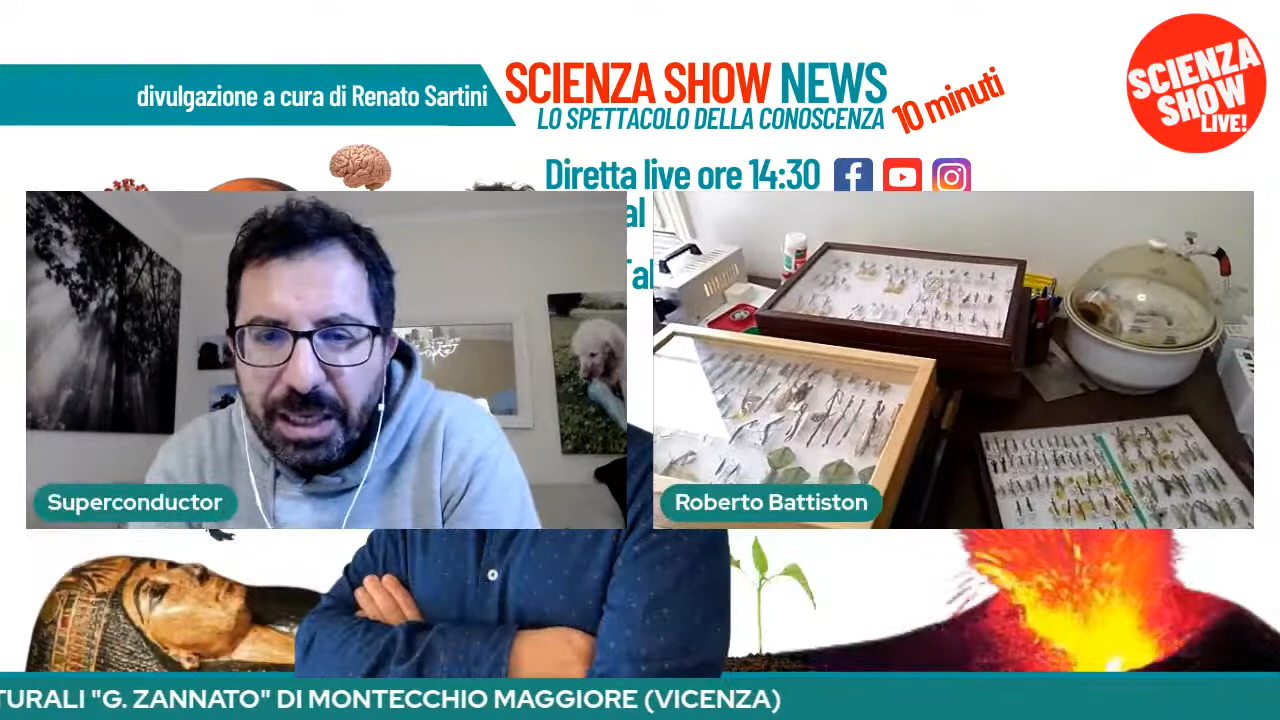 divulgazione a cura di Renato Sartini
SCIENZA SHOW NEWS
LO SPETTACOLO DELLA CONOSCENZA
10 minuti
SCIENZA
SHOW
LIVE!
Diretta live ore 14:30
al
Superconductor
Roberto Battiston
TURALI "G. ZANNATO" DI MONTECCHIO MAGGIORE (VICENZA)